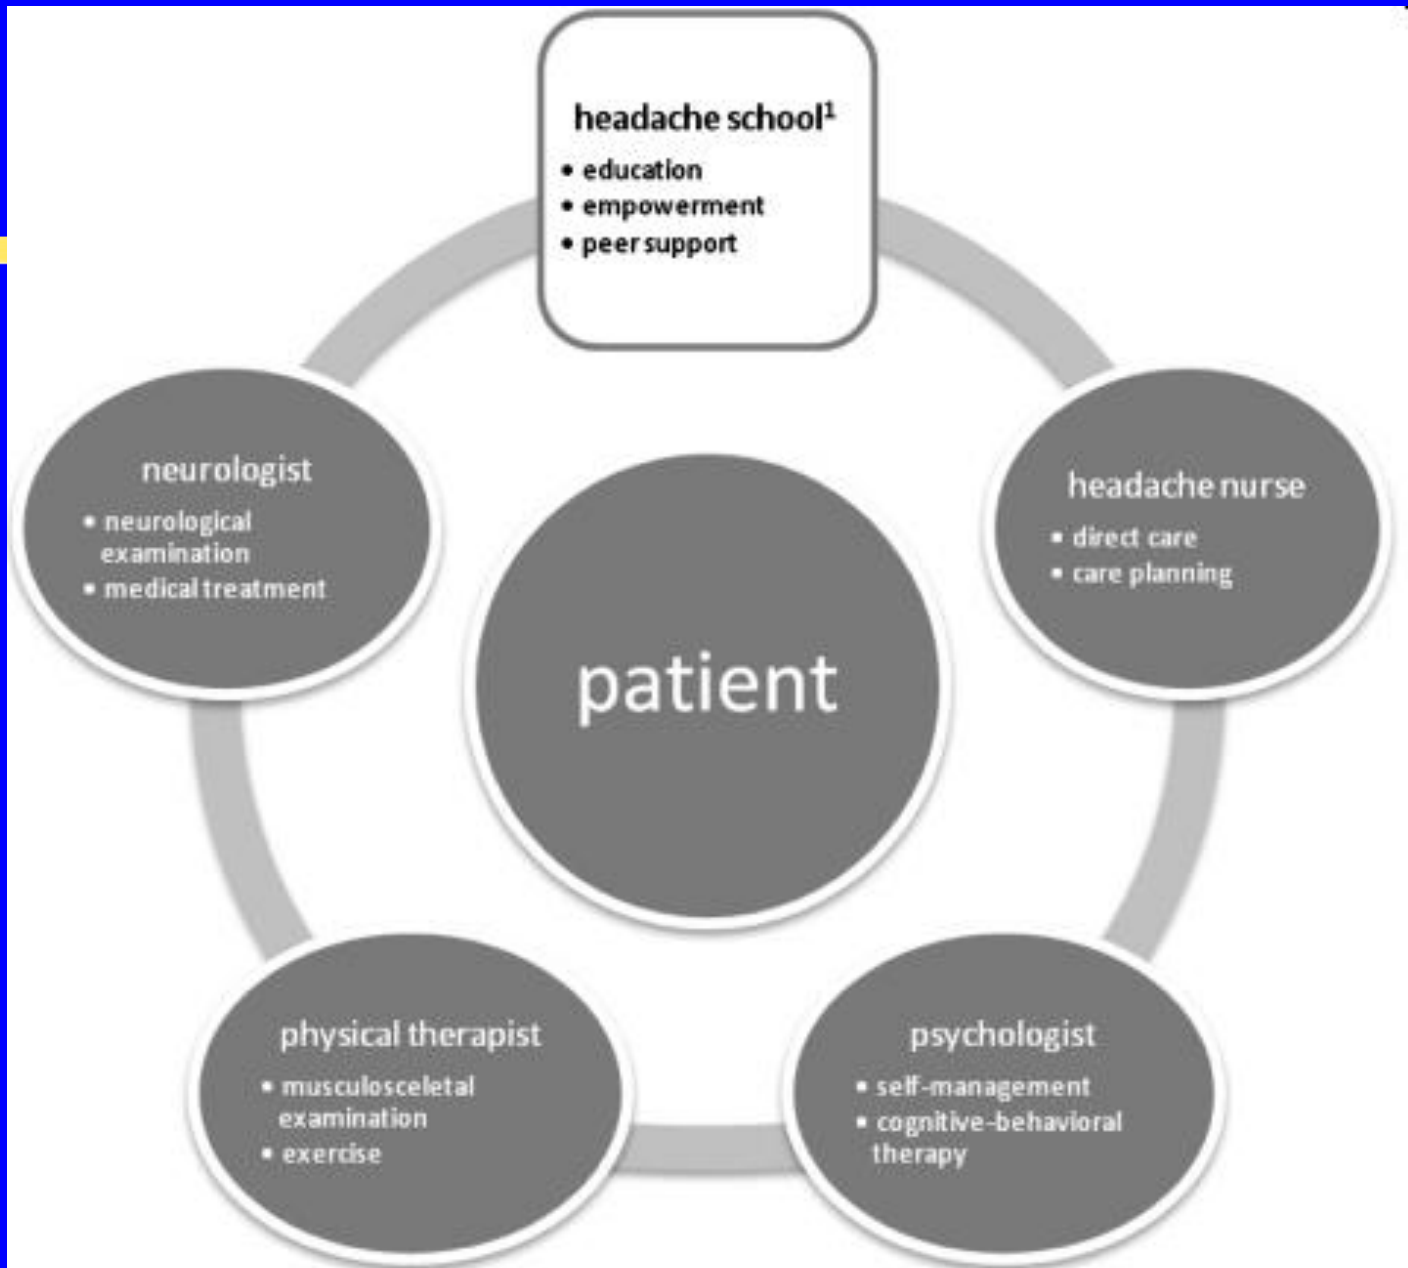 headache school¹
• education
• empowerment
• peer support
neurologist
• neurological
examination
• medical treatment
headache nurse
• direct care
• care planning
patient
physical therapist
• musculosceletal
examination
• exercise
psychologist
• self-management
• cognitive-behavioral
therapy